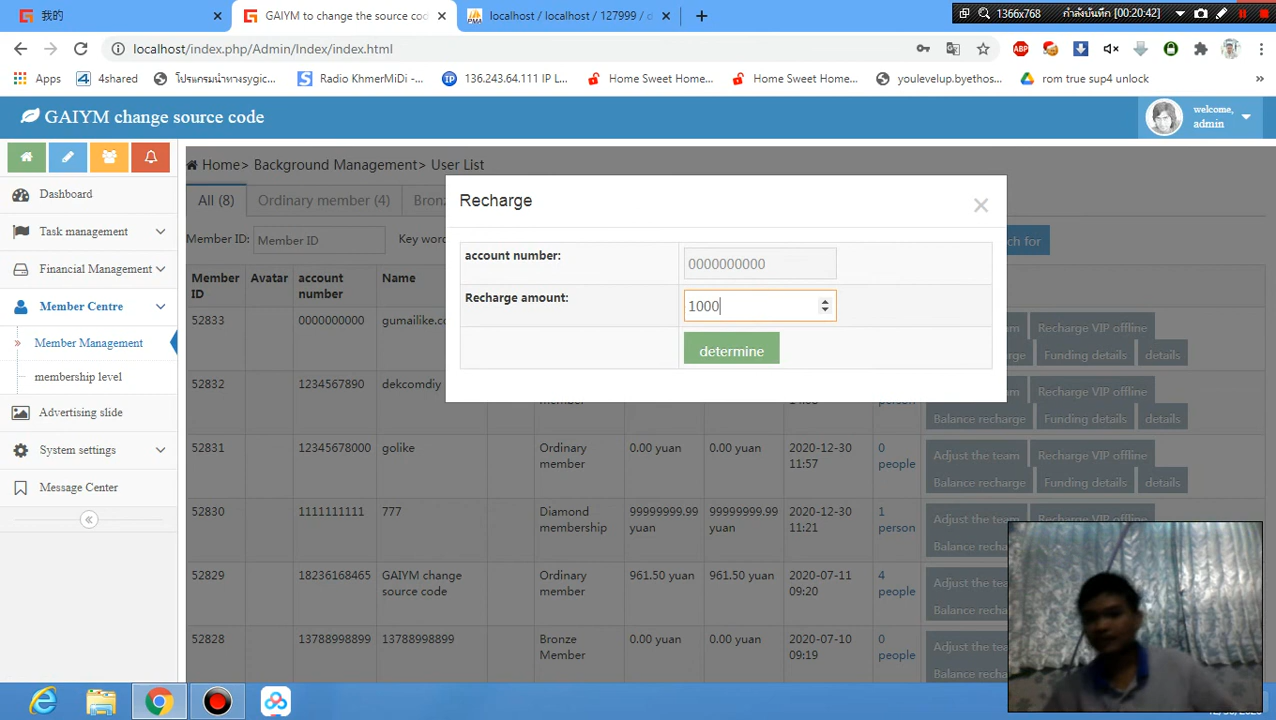 我的
GAIYM to change the source cod
localhost / localhost / 127999 / d
1366x768
กำลังบันทึก [00:20:42]
localhost/index.php/Admin/Index/index.html
Apps
4shared
โปรแกรมนำทางsygic...
Radio KhmerMiDi -...
136.243.64.111 IP L...
Home Sweet Home...
Home Sweet Home...
youlevelup.byethos...
rom true sup4 unlock
»
GAIYM change source code
welcome,
admin
Dashboard
Task management
Financial Management
Member Centre
Member Management
membership level
Advertising slide
System settings
Message Center
Home> Background Management> User List
All (8)
Ordinary member (4)
Bron
Member ID:
Member ID
Key wor
ch for
Member ID
Avatar
account number
Name
52833
0000000000
gumailike.co
am
Recharge VIP offline
rge
Funding details
details
52832
1234567890
dekcomdiy
member
people
Adjust the team
Recharge VIP offline
Balance recharge
Funding details
details
52831
12345678000
golike
Ordinary member
0.00 yuan
0.00 yuan
2020-12-30 11:57
0 people
Adjust the team
Recharge VIP offline
Balance recharge
Funding details
details
52830
1111111111
777
Diamond membership
99999999.99 yuan
99999999.99 yuan
2020-12-30 11:21
1 person
Adjust the team
Recharge VIP offline
Balance recha
52829
18236168465
GAIYM change source code
Ordinary member
961.50 yuan
961.50 yuan
2020-07-11 09:20
4 people
Adjust the tea
Balance recha
52828
13788998899
13788998899
Bronze Member
0.00 yuan
0.00 yuan
2020-07-10 09:19
0 people
Adjust the tea
Balance recha
Recharge
×
account number:
0000000000
Recharge amount:
1000
determine